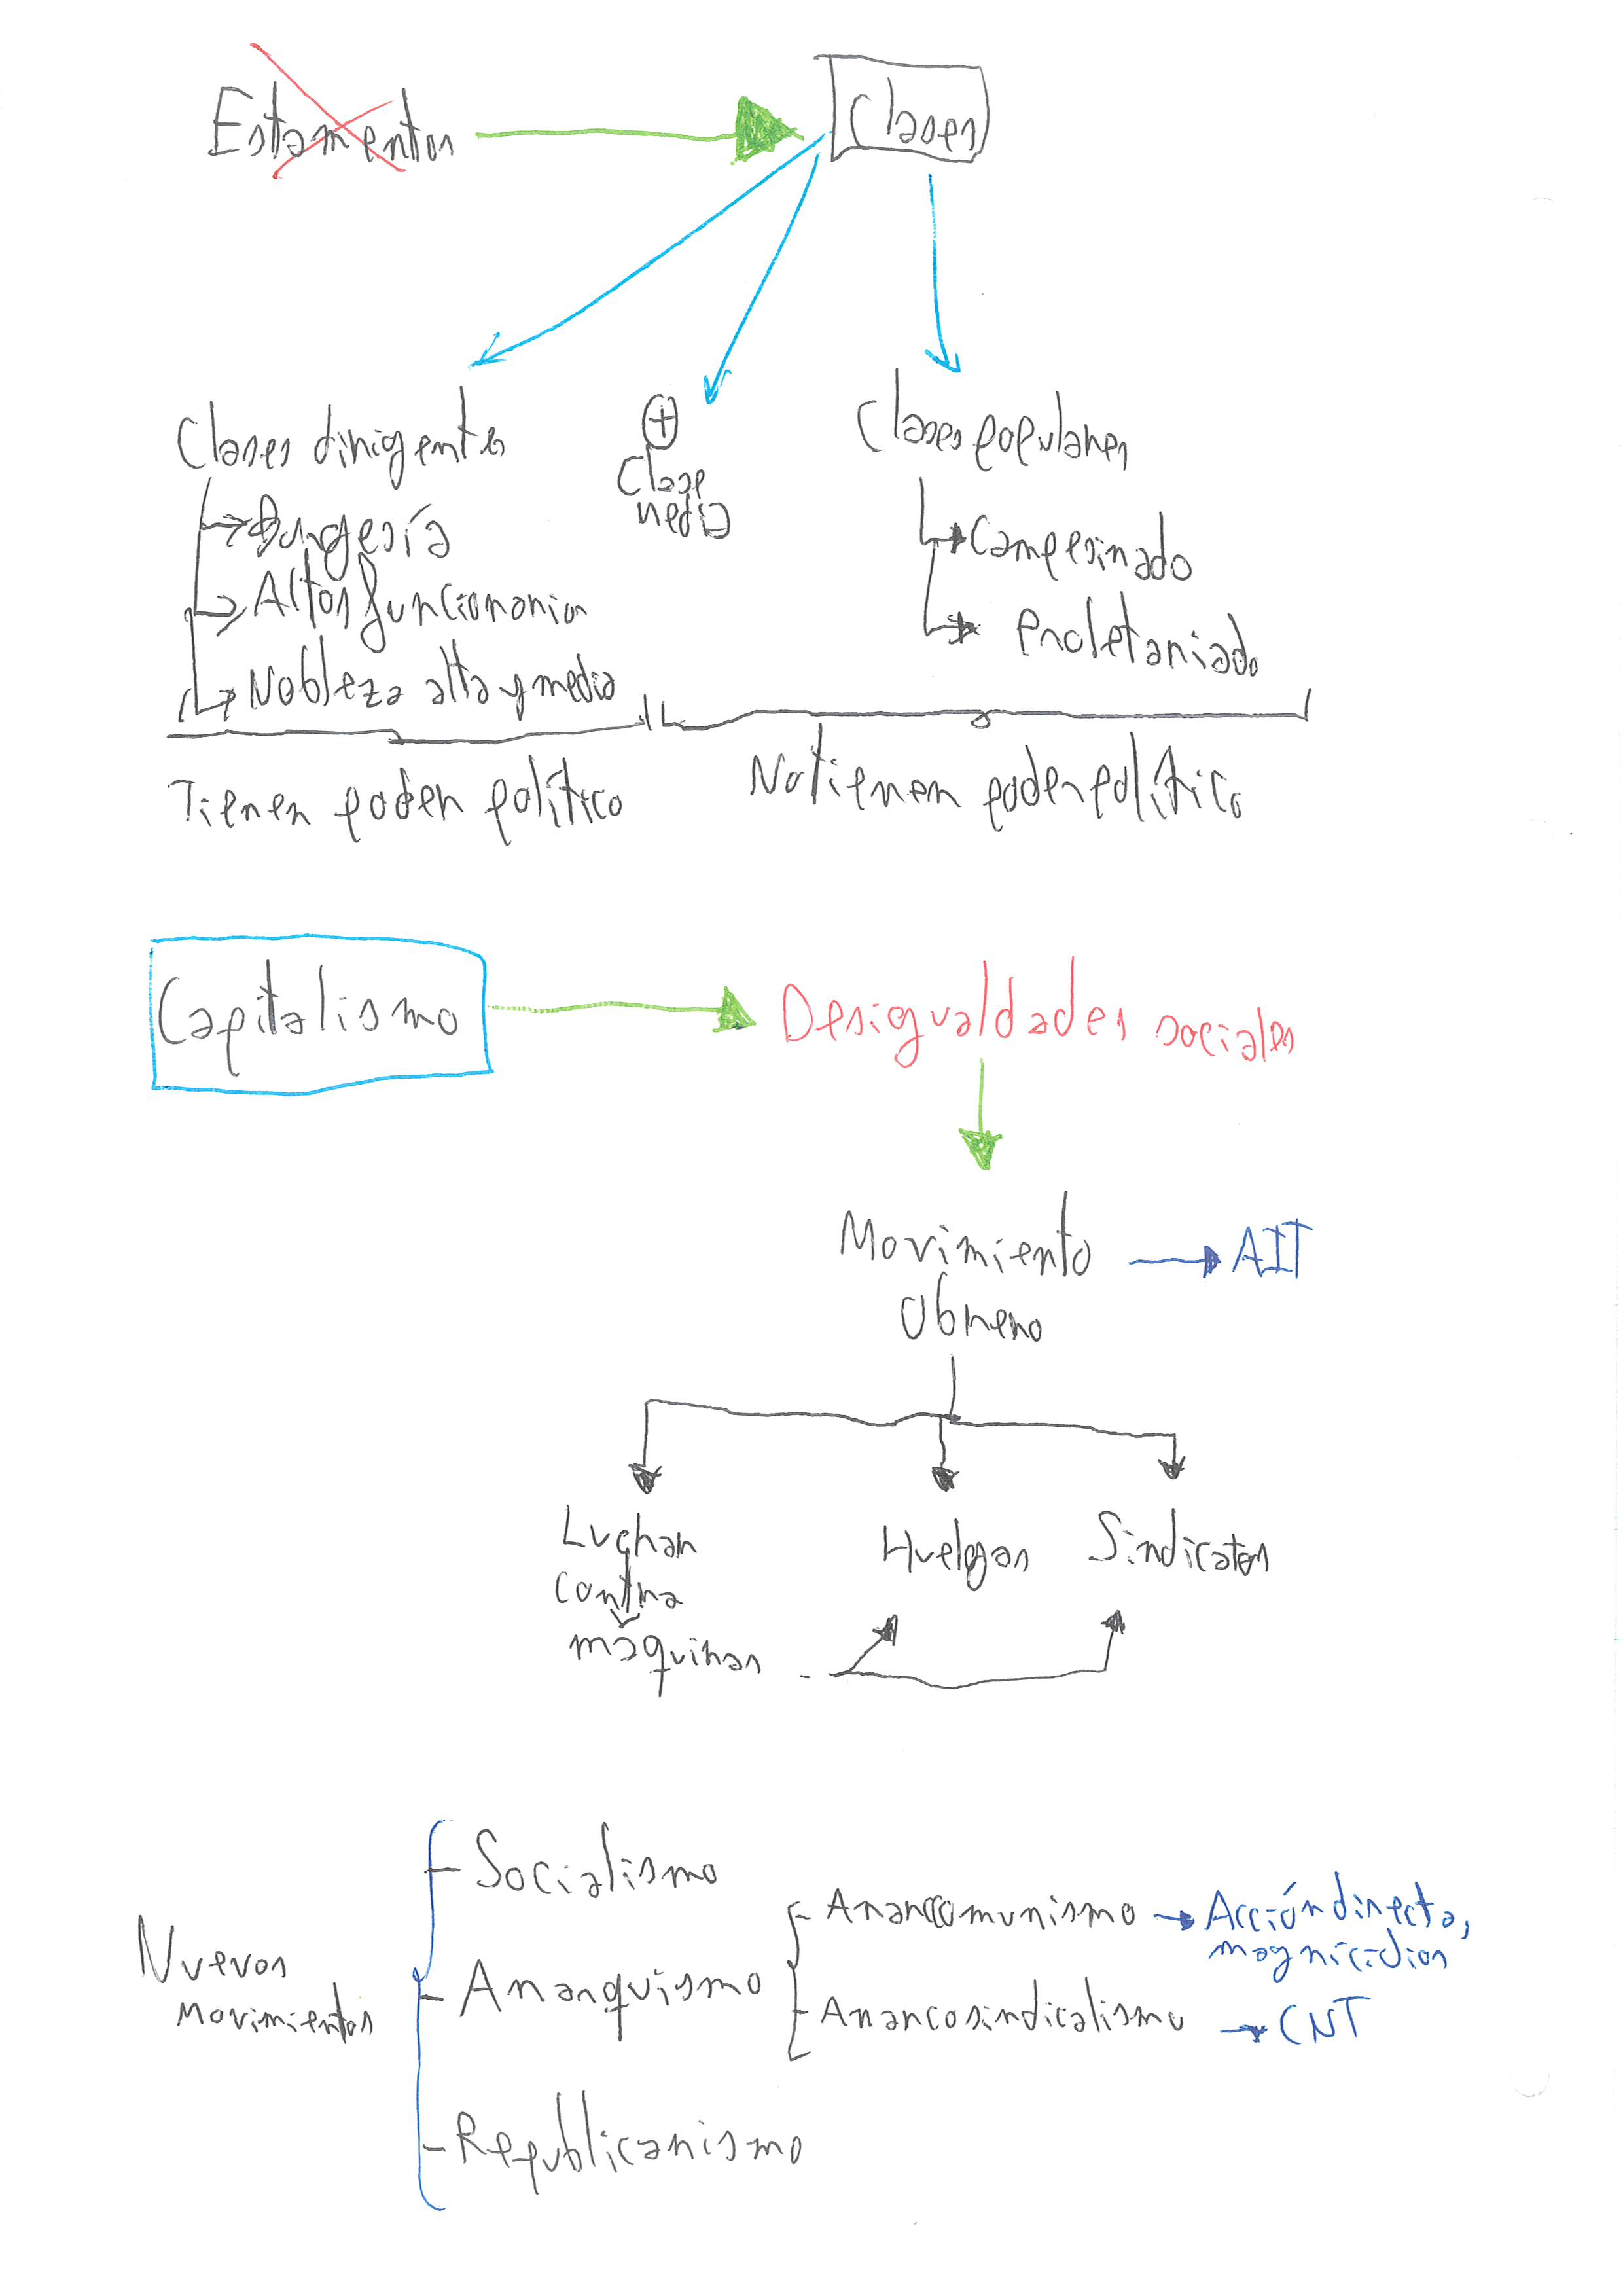 Estamentos
Clases
Clases dirigentes
+
Clase
media
Clases populares
Burgesía
Altos funcionarios
Nobleza alta y media
Campesinado
Proletariado
Tienen poder político
No tienen poder político
Capitalismo
Desigualdades sociales
Movimiento
Obrero
AIT
Luchan
contra
máquinas
Huelgas
Sindicatos
Nuevos
Movimientos
Socialismo
Anarquismo
Republicanismo
Anarcocomunismo
Acción directa,
magnicidios
Anarcosindicalismo
CNT